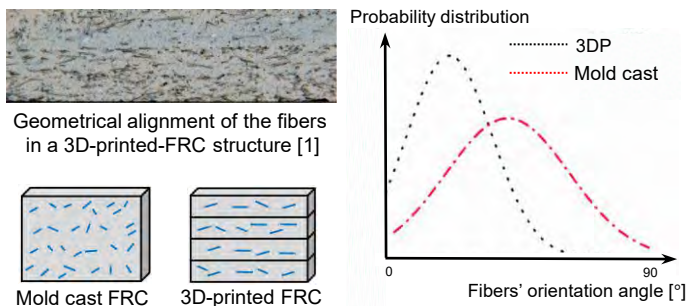 Geometrical alignment of the fibers
in a 3D-printed-FRC structure [1]
Mold cast FRC
3D-printed FRC
Probability distribution
3DP
Mold cast
0
90
Fibers' orientation angle [°]